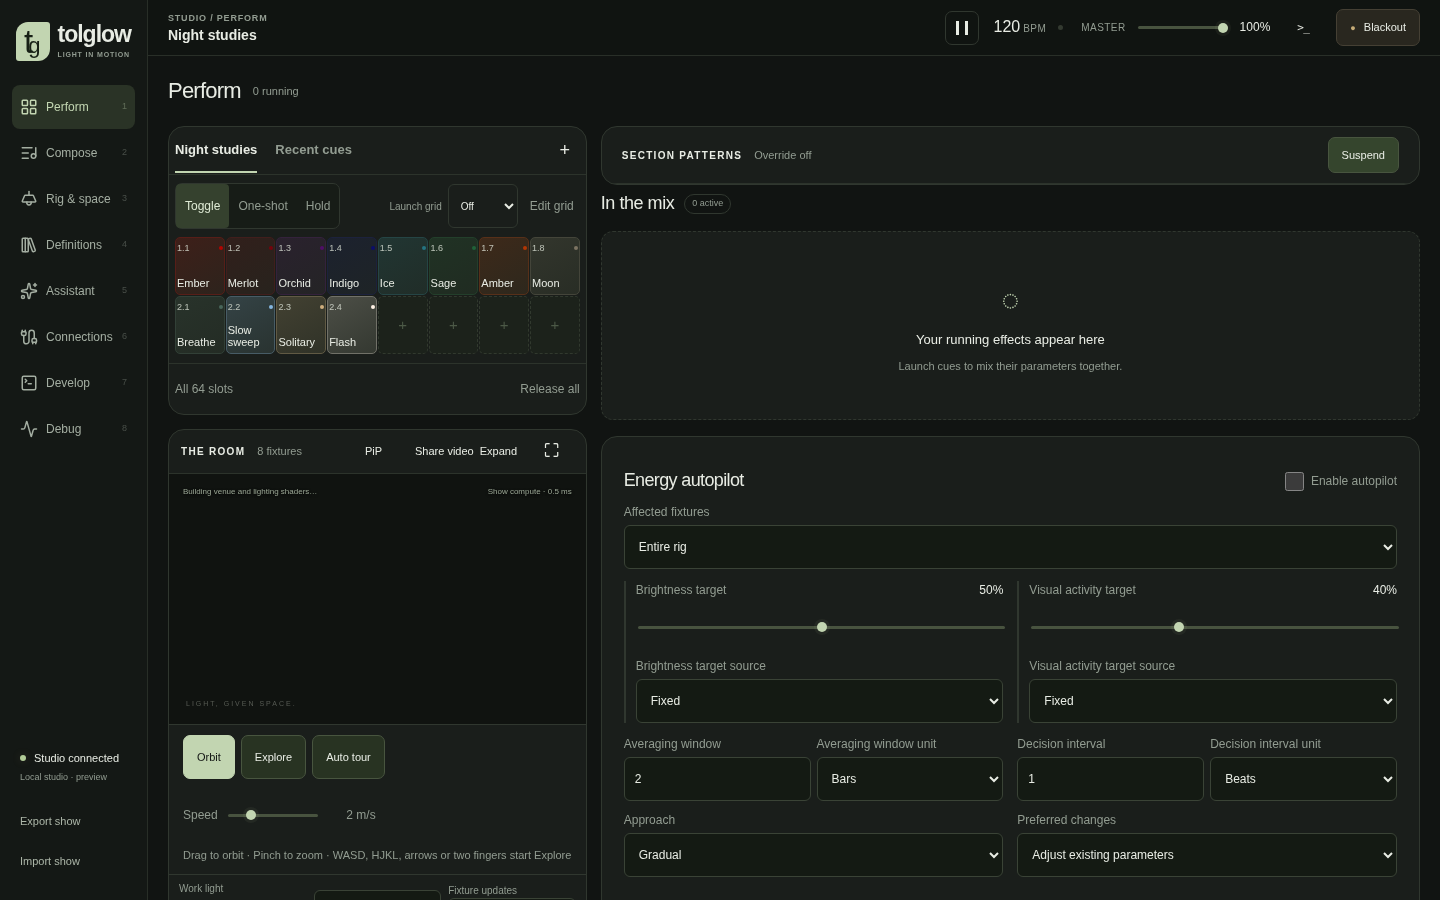 tg
tolglow
LIGHT IN MOTION
Perform 1
Compose 2
Rig & space 3
Definitions 4
Assistant 5
Connections 6
Develop 7
Debug 8
Studio connected
Local studio · preview
Export show
Import show
STUDIO / PERFORM
Night studies
120 BPM
MASTER
100%
>_
Blackout
Perform 0 running
Night studies Recent cues +
Toggle One-shot Hold Launch grid Off Edit grid
1.1 1.2 1.3 1.4 1.5 1.6 1.7 1.8
Ember Merlot Orchid Indigo Ice Sage Amber Moon
2.1 2.2 2.3 2.4
Breathe Slow sweep Solitary Flash + + + +
All 64 slots Release all
THE ROOM 8 fixtures PiP Share video Expand
Building venue and lighting shaders… Show compute · 0.5 ms
LIGHT, GIVEN SPACE.
Orbit Explore Auto tour
Speed 2 m/s
Drag to orbit · Pinch to zoom · WASD, HJKL, arrows or two fingers start Explore
Work light Fixture updates
SECTION PATTERNS Override off Suspend
In the mix 0 active
Your running effects appear here
Launch cues to mix their parameters together.
Energy autopilot Enable autopilot
Affected fixtures
Entire rig
Brightness target 50% Visual activity target 40%
Brightness target source Visual activity target source
Fixed Fixed
Averaging window Averaging window unit Decision interval Decision interval unit
2 Bars 1 Beats
Approach Preferred changes
Gradual Adjust existing parameters